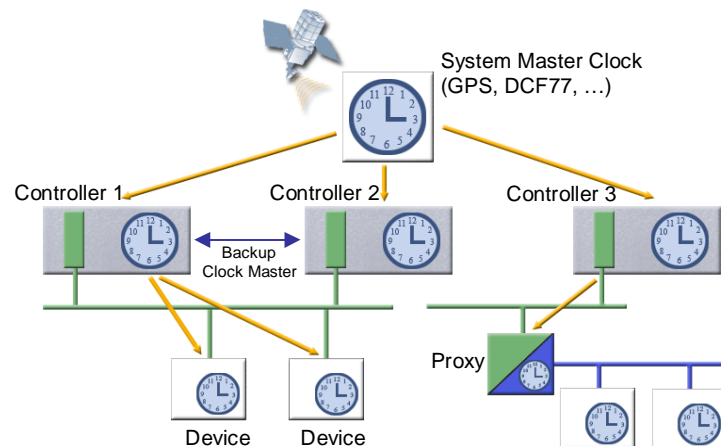 System Master Clock
(GPS, DCF77, …)
Controller 1
Controller 2
Controller 3
Backup
Clock Master
Proxy
Device
Device